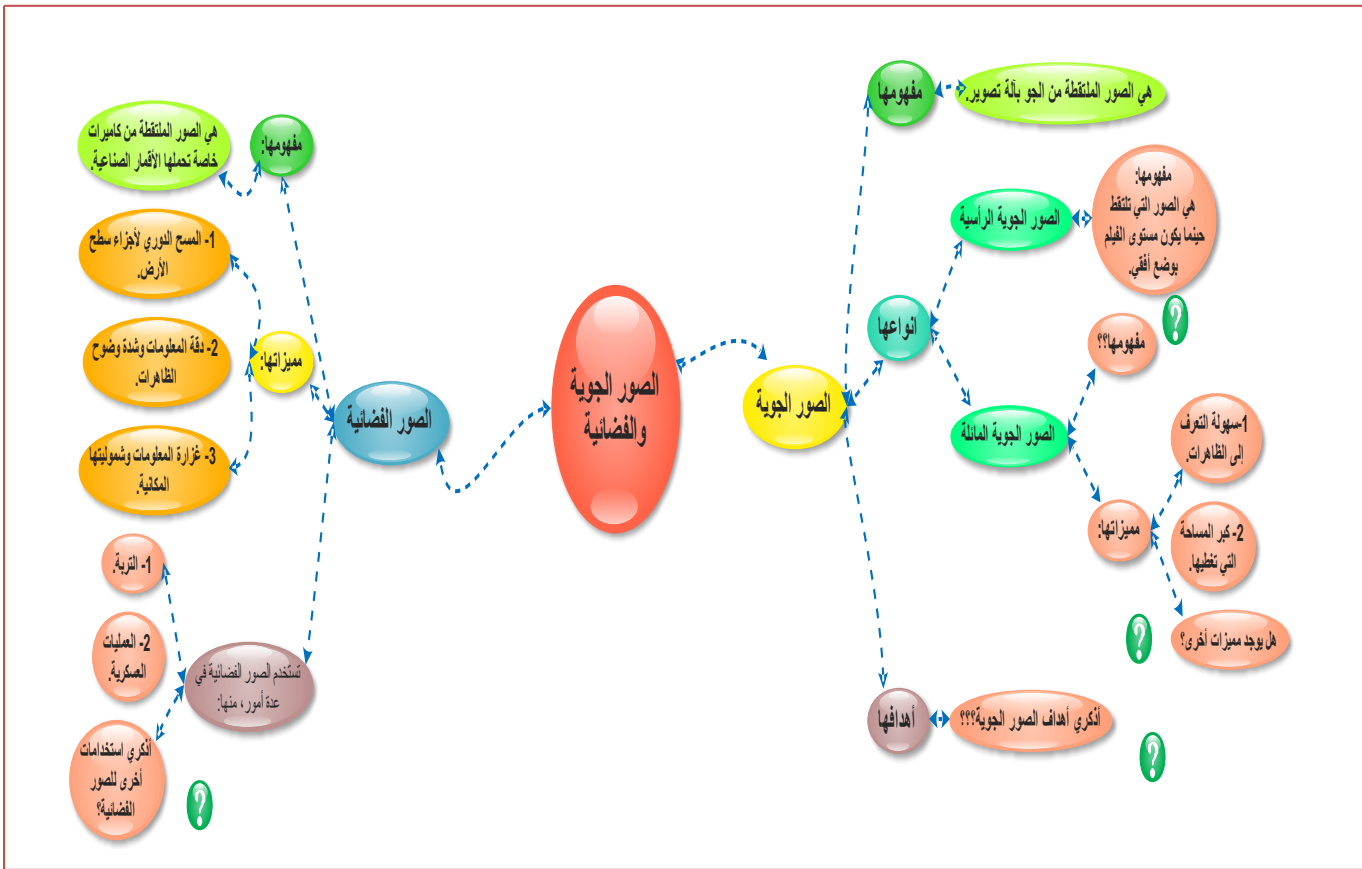 الصور الجوية
والفضائية
الصور الجوية
مفهومها
هي الصور الملتقطة من الجو بآلة تصوير.
انواعها
الصور الجوية الرأسية
مفهومها:
هي الصور التي تلتقط
حينما يكون مستوى الفيلم
بوضع أفقي.
?
الصور الجوية المائلة
مفهومها؟؟
مميزاتها:
1-سهولة التعرف
إلى الظاهرات.
2- كبر المساحة
التي تغطيها.
هل يوجد مميزات أخرى؟
?
أهدافها
أذكري أهداف الصور الجوية؟؟؟
?
الصور الفضائية
مفهومها:
هي الصور الملتقطة من كاميرات
خاصة تحملها الأقمار الصناعية.
مميزاتها:
1- المسح الدوري لأجزاء سطح
الأرض.
2- دقة المعلومات وشدة وضوح
الظاهرات.
3- غزارة المعلومات وشموليتها
المكانية.
تستخدم الصور الفضائية في
عدة أمور، منها:
1- التربة.
2- العمليات
العسكرية.
أذكري استخدامات
أخرى للصور
الفضائية؟
?